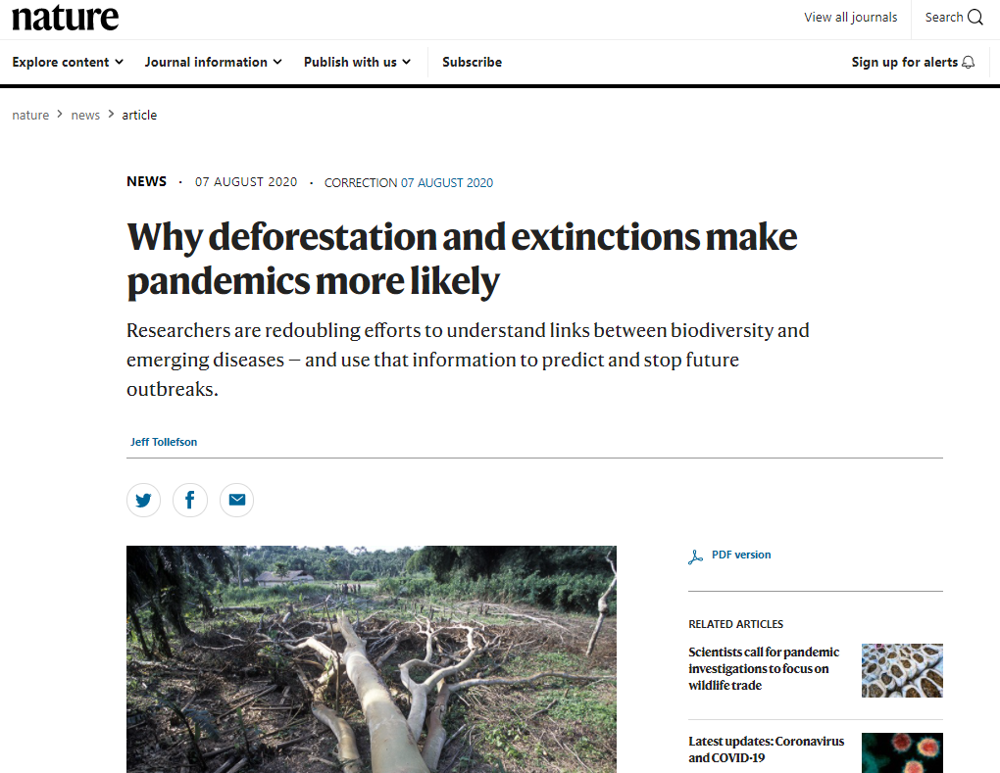 nature
View all journals
Search
Explore content
Journal information
Publish with us
Subscribe
Sign up for alerts
nature > news > article
NEWS · 07 AUGUST 2020 · CORRECTION 07 AUGUST 2020
Why deforestation and extinctions make
pandemics more likely
Researchers are redoubling efforts to understand links between biodiversity and
emerging diseases — and use that information to predict and stop future
outbreaks.
Jeff Tollefson
PDF version
RELATED ARTICLES
Scientists call for pandemic
investigations to focus on
wildlife trade
Latest updates: Coronavirus
and COVID-19